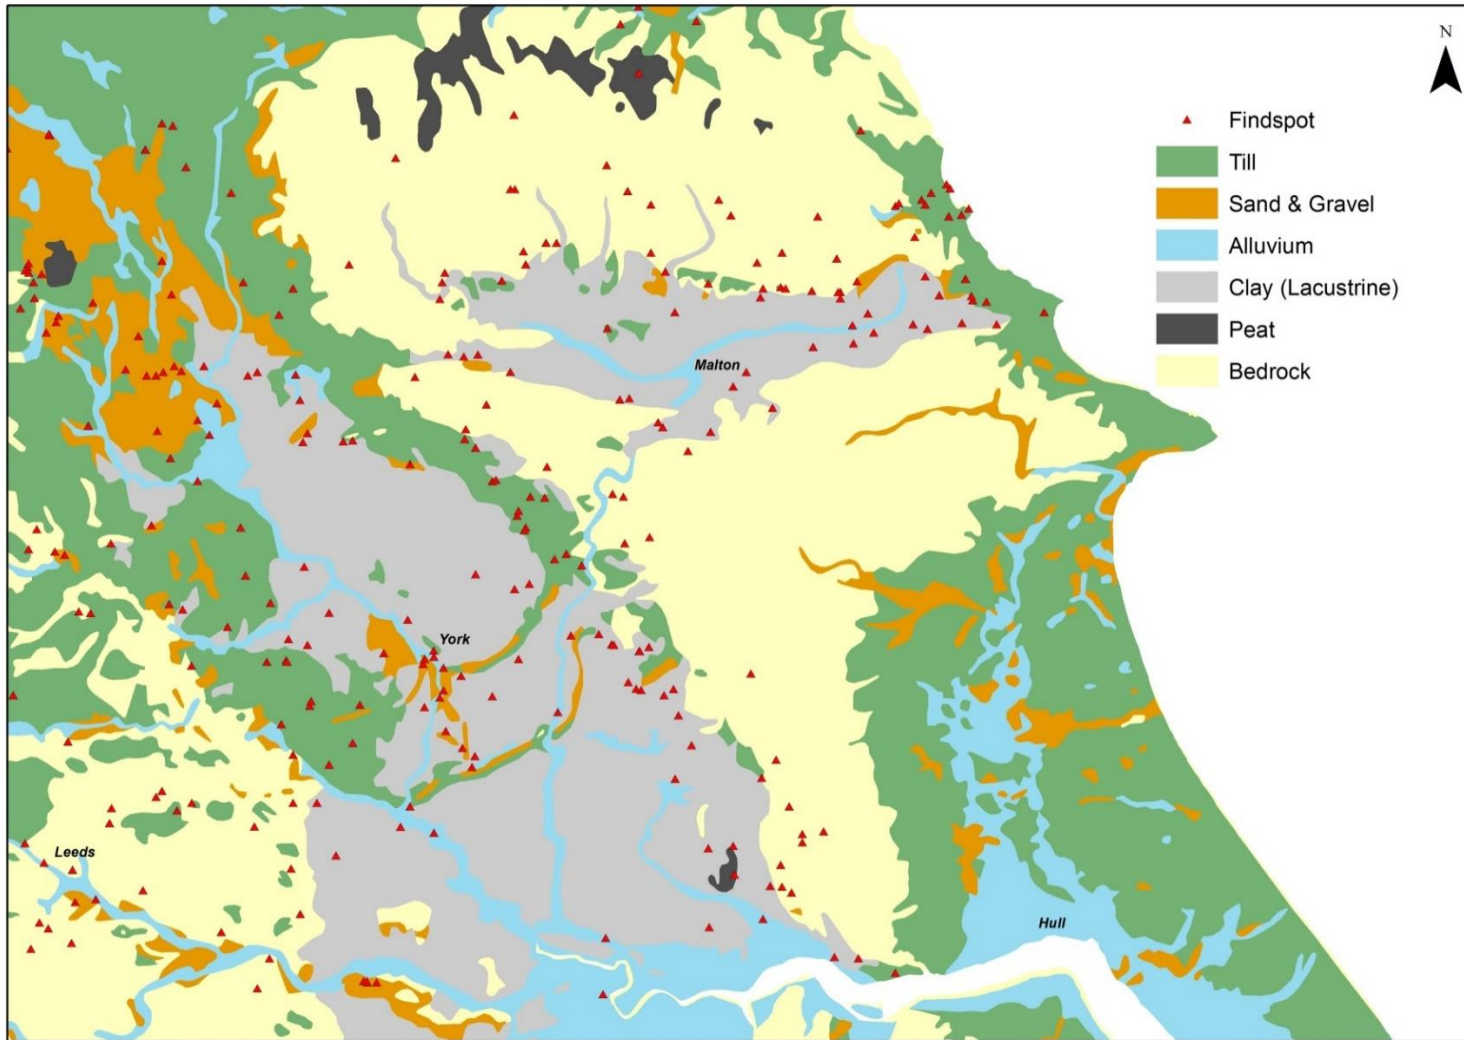 N
Findspot
Till
Sand & Gravel
Alluvium
Clay (Lacustrine)
Peat
Bedrock
Malton
York
Leeds
Hull